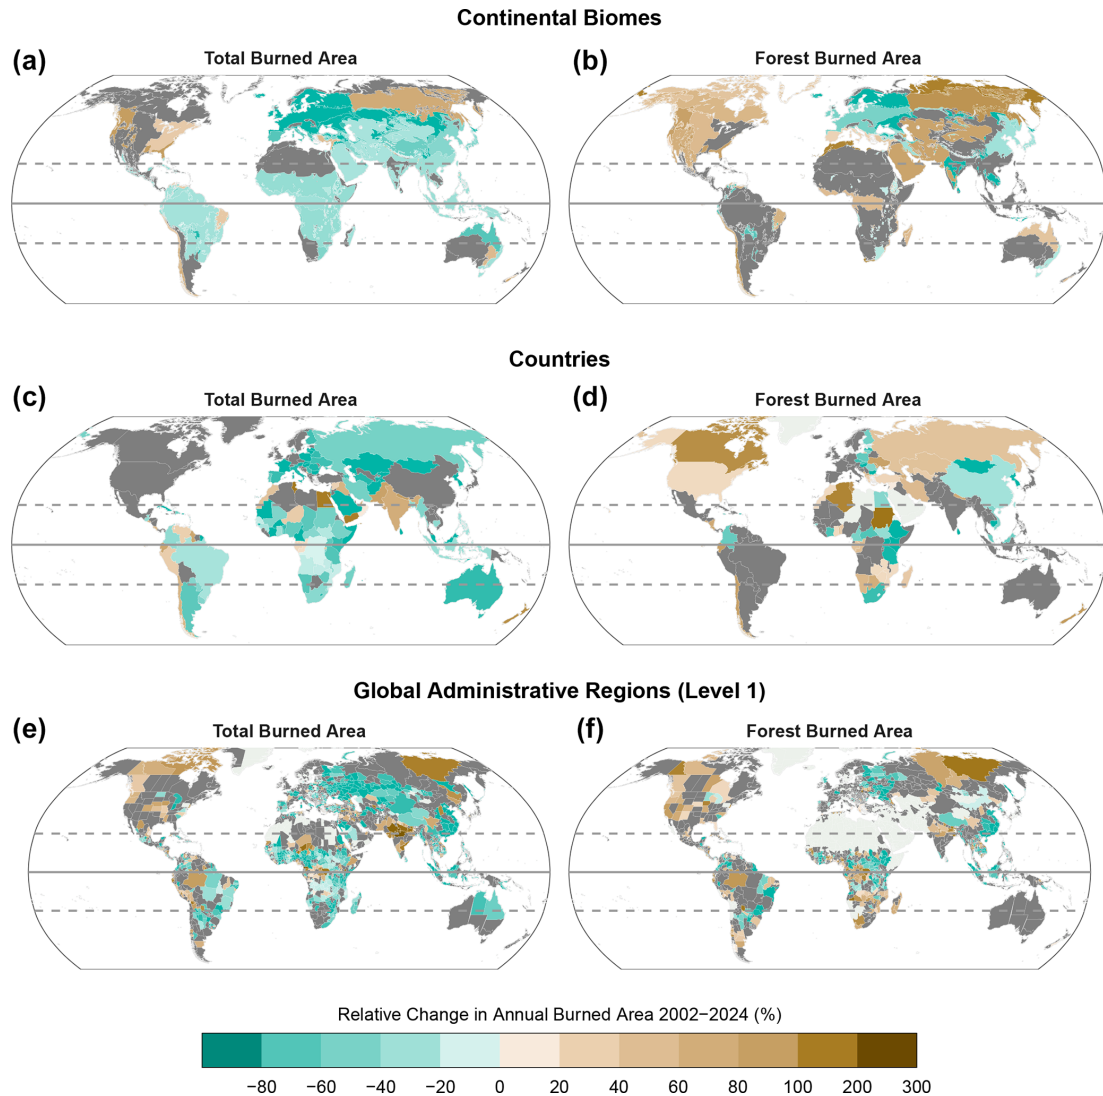 Continental Biomes
(a)
Total Burned Area
(b)
Forest Burned Area
Countries
(c)
Total Burned Area
(d)
Forest Burned Area
Global Administrative Regions (Level 1)
(e)
Total Burned Area
(f)
Forest Burned Area
Relative Change in Annual Burned Area 2002−2024 (%)
−80 −60 −40 −20 0 20 40 60 80 100 200 300